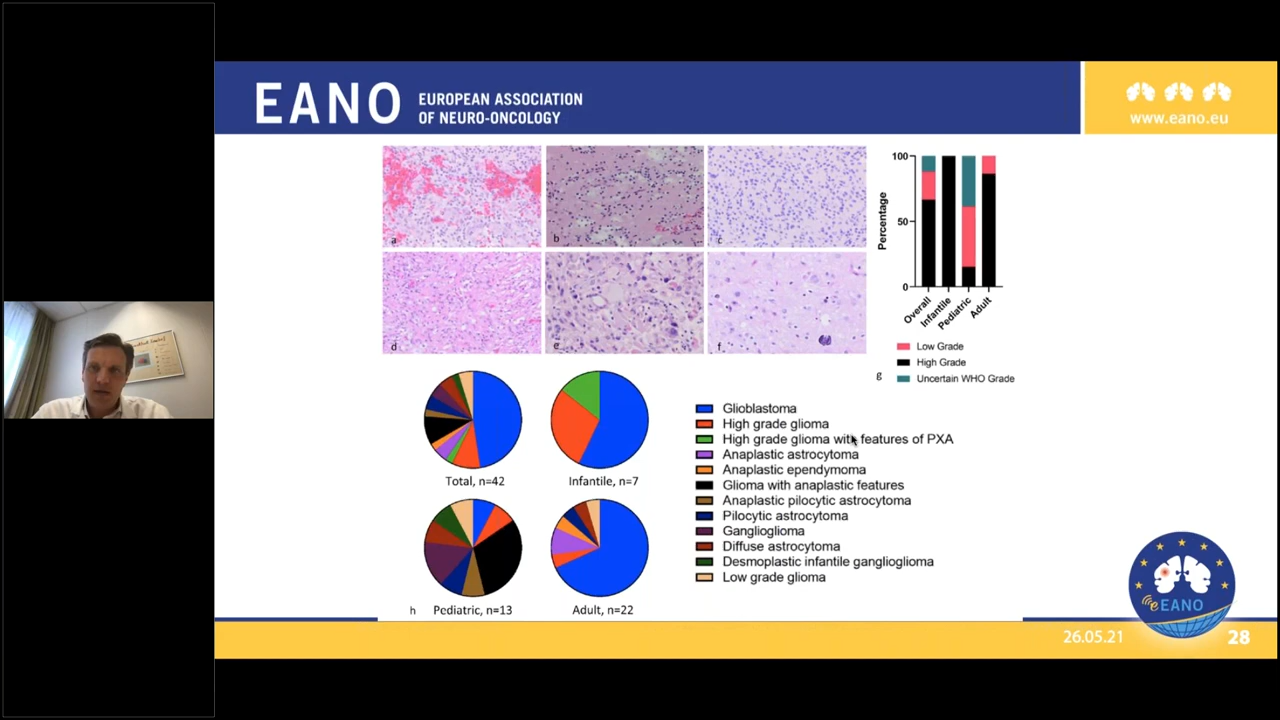 EANO
EUROPEAN ASSOCIATION
OF NEURO-ONCOLOGY
www.eano.eu
a
b
c
d
e
f
100
50
0
Percentage
Overall
Infantile
Pediatric
Adult
Low Grade
High Grade
Uncertain WHO Grade
g
Total, n=42
Infantile, n=7
h
Pediatric, n=13
Adult, n=22
Glioblastoma
High grade glioma
High grade glioma with features of PXA
Anaplastic astrocytoma
Anaplastic ependymoma
Glioma with anaplastic features
Anaplastic pilocytic astrocytoma
Pilocytic astrocytoma
Ganglioglioma
Diffuse astrocytoma
Desmoplastic infantile ganglioglioma
Low grade glioma
eEANO
26.05.21
28